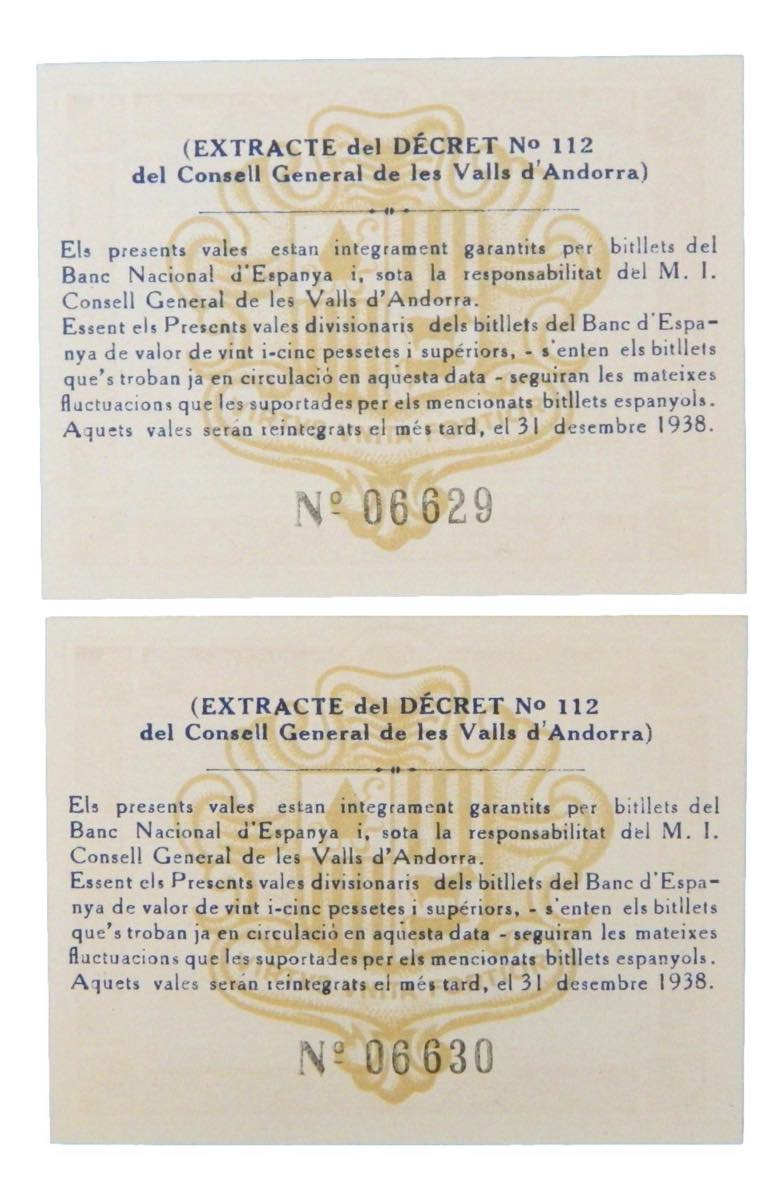 (EXTRACTE del DÉCRET Nº 112
del Consell General de les Valls d'Andorra)
Els presents vales estan integrament garantits per bitllets del
Banc Nacional d'Espanya i, sota la responsabilitat del M. I.
Consell General de les Valls d'Andorra.
Essent els Presents vales divisionaris dels bitllets del Banc d'Espa-
nya de valor de vint i-cinc pessetes i supériors, - s'enten els bitllets
que's troban ja en circulació en aqüesta data - seguiran les mateixes
fluctuacions que les suportades per els mencionats bitllets espanyols.
Aquets vales serán reintegrats el més tard, el 31 desembre 1938.
Nº 06629
(EXTRACTE del DÉCRET Nº 112
del Consell General de les Valls d'Andorra)
Els presents vales estan integrament garantits per bitllets del
Banc Nacional d'Espanya i, sota la responsabilitat del M. I.
Consell General de les Valls d'Andorra.
Essent els Presents vales divisionaris dels bitllets del Banc d'Espa-
nya de valor de vint i-cinc pessetes i supériors, - s'enten els bitllets
que's troban ja en circulació en aqüesta data - seguiran les mateixes
fluctuacions que les suportades per els mencionats bitllets espanyols.
Aquets vales serán reintegrats el més tard, el 31 desembre 1938.
Nº 06630